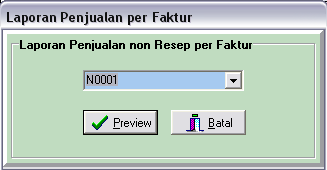 Laporan Penjualan per Faktur
Laporan Penjualan non Resep per Faktur
N0001
Preview
Batal